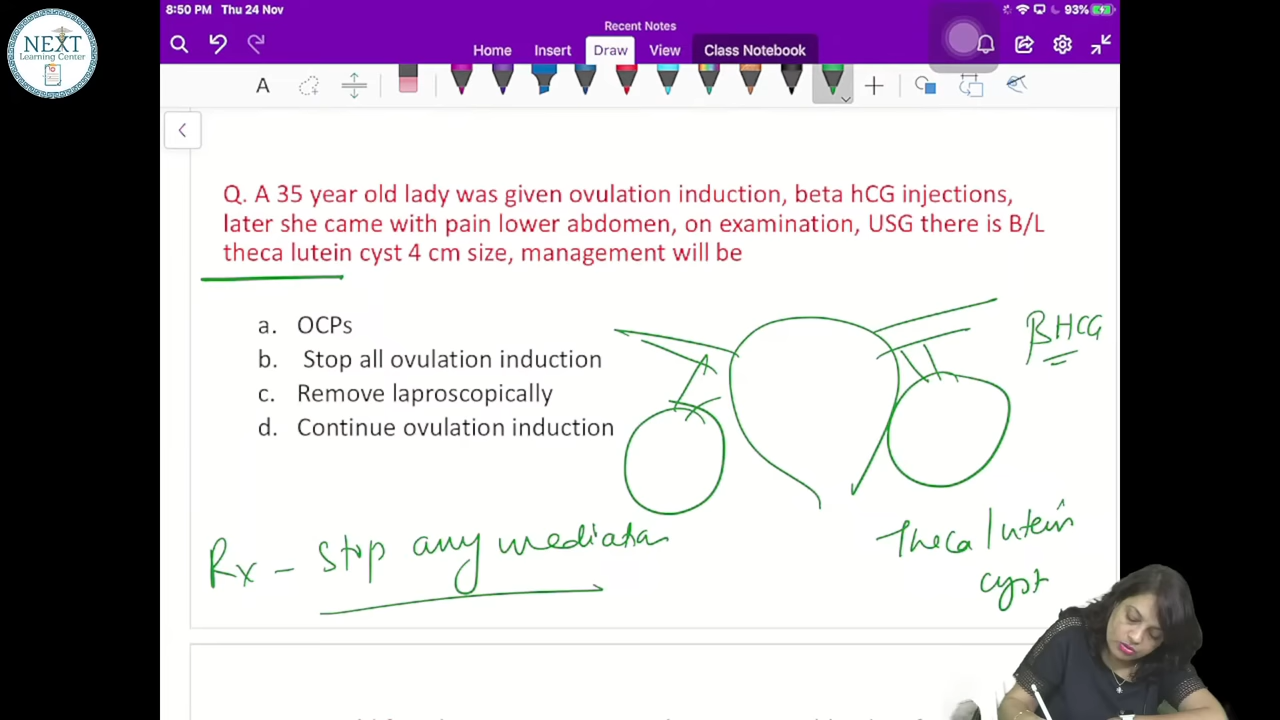 8:50 PM Thu 24 Nov
93%
Recent Notes
NEXT
Learning Center
Home Insert Draw View Class Notebook
A
Q. A 35 year old lady was given ovulation induction, beta hCG injections,
later she came with pain lower abdomen, on examination, USG there is B/L
theca lutein cyst 4 cm size, management will be
a. OCPs
b. Stop all ovulation induction
c. Remove laproscopically
d. Continue ovulation induction
βHCG
Theca lutein
cyst
Rx - Stop any